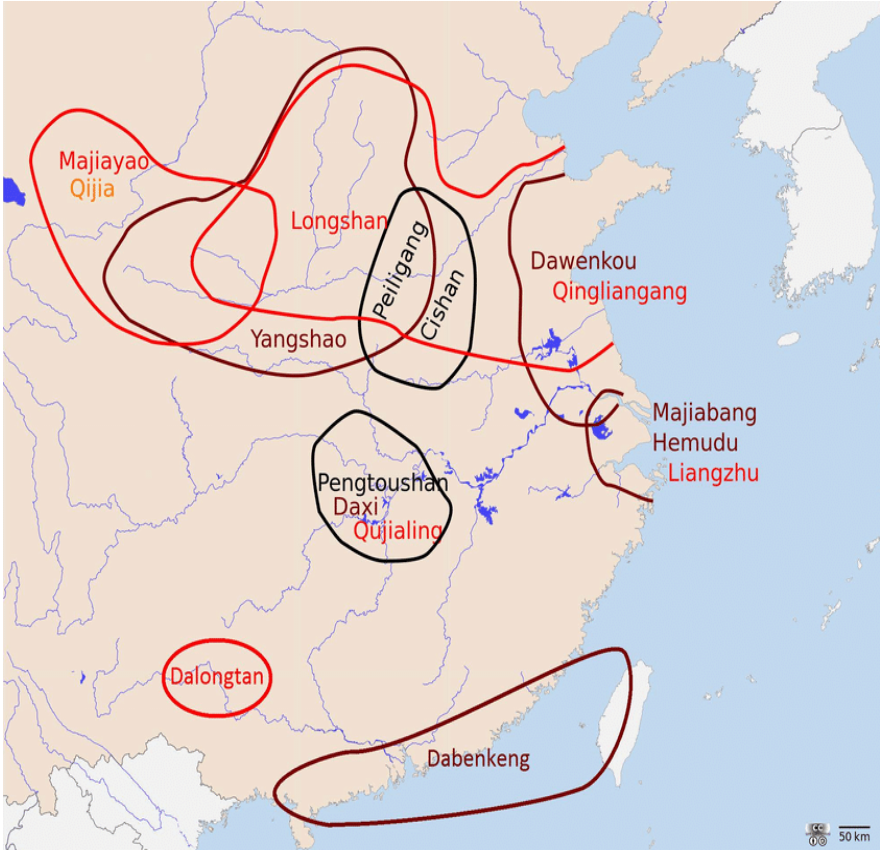 Majiayao
Qijia
Longshan
Peiligang
Cishan
Dawenkou
Qingliangang
Yangshao
Majiabang
Hemudu
Liangzhu
Pengtoushan
Daxi
Qujialing
Dalongtan
Dabenkeng
50 km